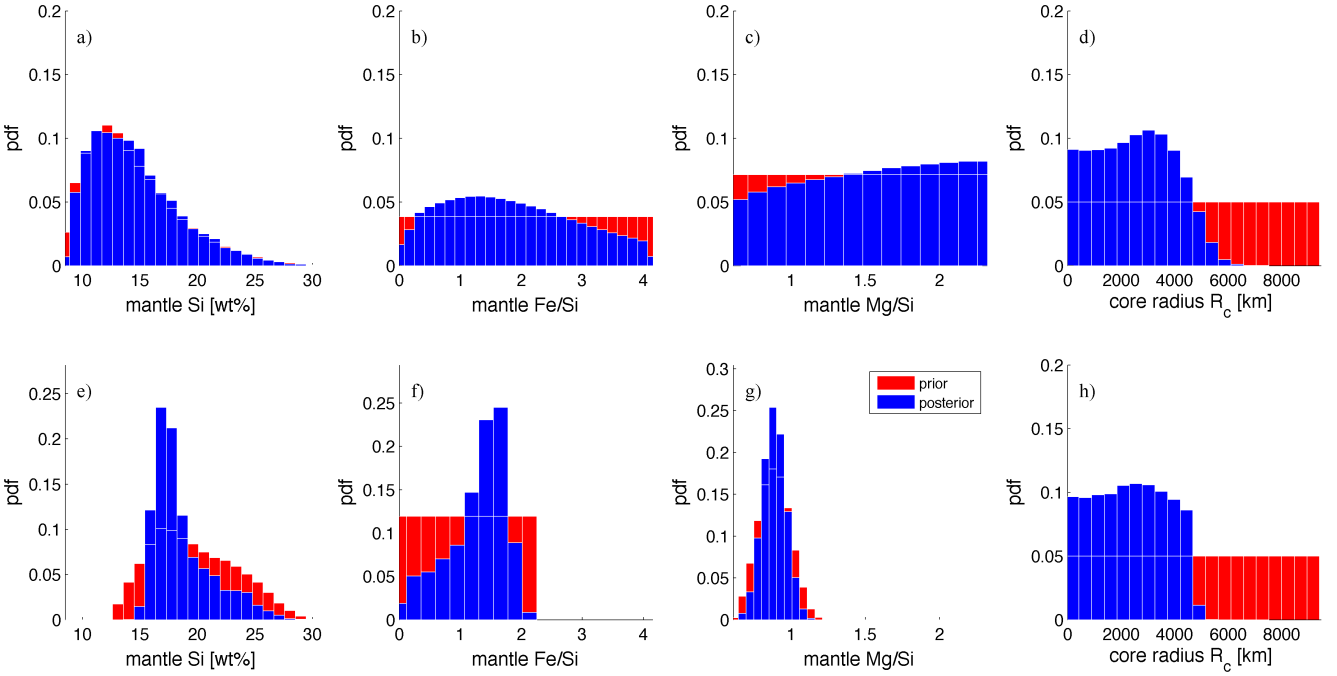 a)
pdf
0.2
0.15
0.1
0.05
0
10 15 20 25 30
mantle Si [wt%]
b)
pdf
0.2
0.15
0.1
0.05
0
0 1 2 3 4
mantle Fe/Si
c)
pdf
0.2
0.15
0.1
0.05
0
1 2
mantle Mg/Si
d)
pdf
0.2
0.15
0.1
0.05
0
0 2000 4000 6000 8000
core radius R_c [km]
e)
pdf
0.25
0.2
0.15
0.1
0.05
0
10 15 20 25 30
mantle Si [wt%]
f)
pdf
0.25
0.2
0.15
0.1
0.05
0
0 1 2 3 4
mantle Fe/Si
g)
pdf
0.3
0.25
0.2
0.15
0.1
0.05
0
1 2
mantle Mg/Si
prior
posterior
h)
pdf
0.2
0.15
0.1
0.05
0
0 2000 4000 6000 8000
core radius R_c [km]